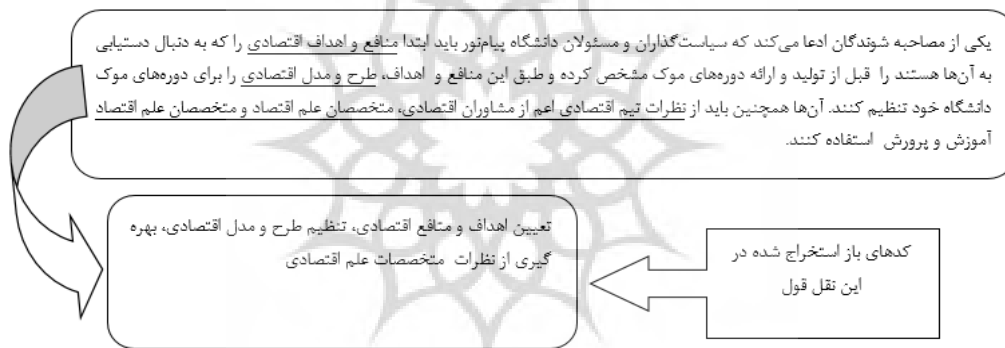 یکی از مصاحبه شوندگان ادعا می‌کند که سیاست‌گذاران و مسئولان دانشگاه پیام‌نور باید ابتدا منافع و اهداف اقتصادی را که به دنبال دستیابی
به آن‌ها هستند را قبل از تولید و ارائه دوره‌های موک مشخص کرده و طبق این منافع و اهداف، طرح و مدل اقتصادی را برای دوره‌های موک
دانشگاه خود تنظیم کنند. آن‌ها همچنین باید از نظرات تیم اقتصادی اعم از مشاوران اقتصادی، متخصصان علم اقتصاد و متخصصان علم اقتصاد
آموزش و پرورش استفاده کنند.
تعیین اهداف و منافع اقتصادی، تنظیم طرح و مدل اقتصادی، بهره
گیری از نظرات متخصصات علم اقتصادی
کدهای باز استخراج شده در
این نقل قول